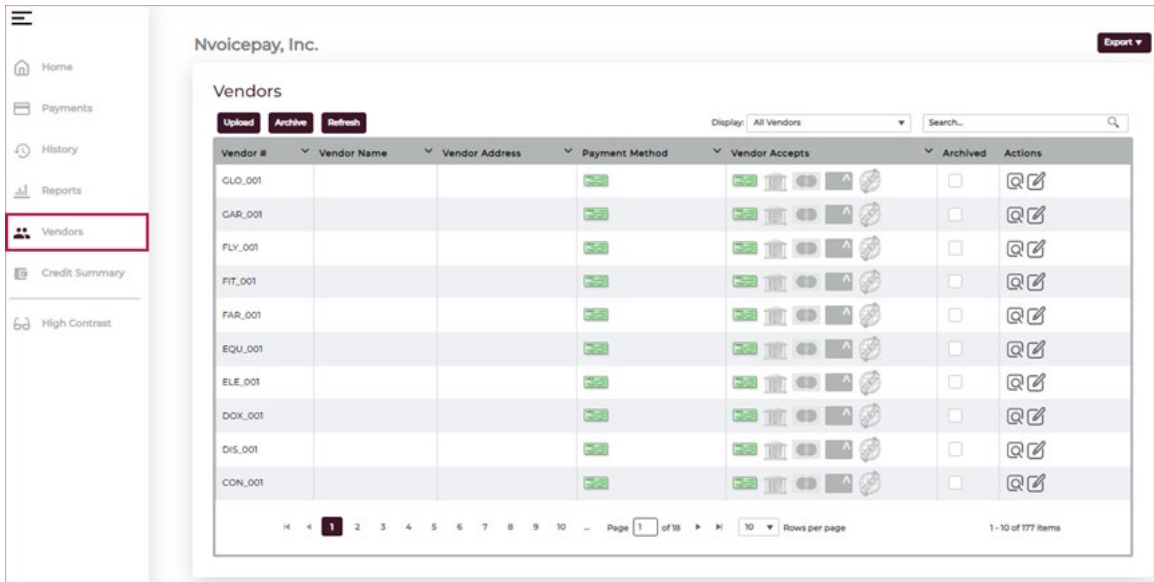 Nvoicepay, Inc.
Export
Home
Payments
History
Reports
Vendors
Credit Summary
High Contrast
Vendors
Upload Archive Refresh
Display: All Vendors Search...
Vendor # Vendor Name Vendor Address Payment Method Vendor Accepts Archived Actions
GLO_001
GAR_001
FLY_001
FIT_001
FAR_001
EQU_001
ELE_001
DOX_001
DIS_001
CON_001
1 2 3 4 5 6 7 8 9 10 ... Page 1 of 18 10 Rows per page 1 - 10 of 177 items